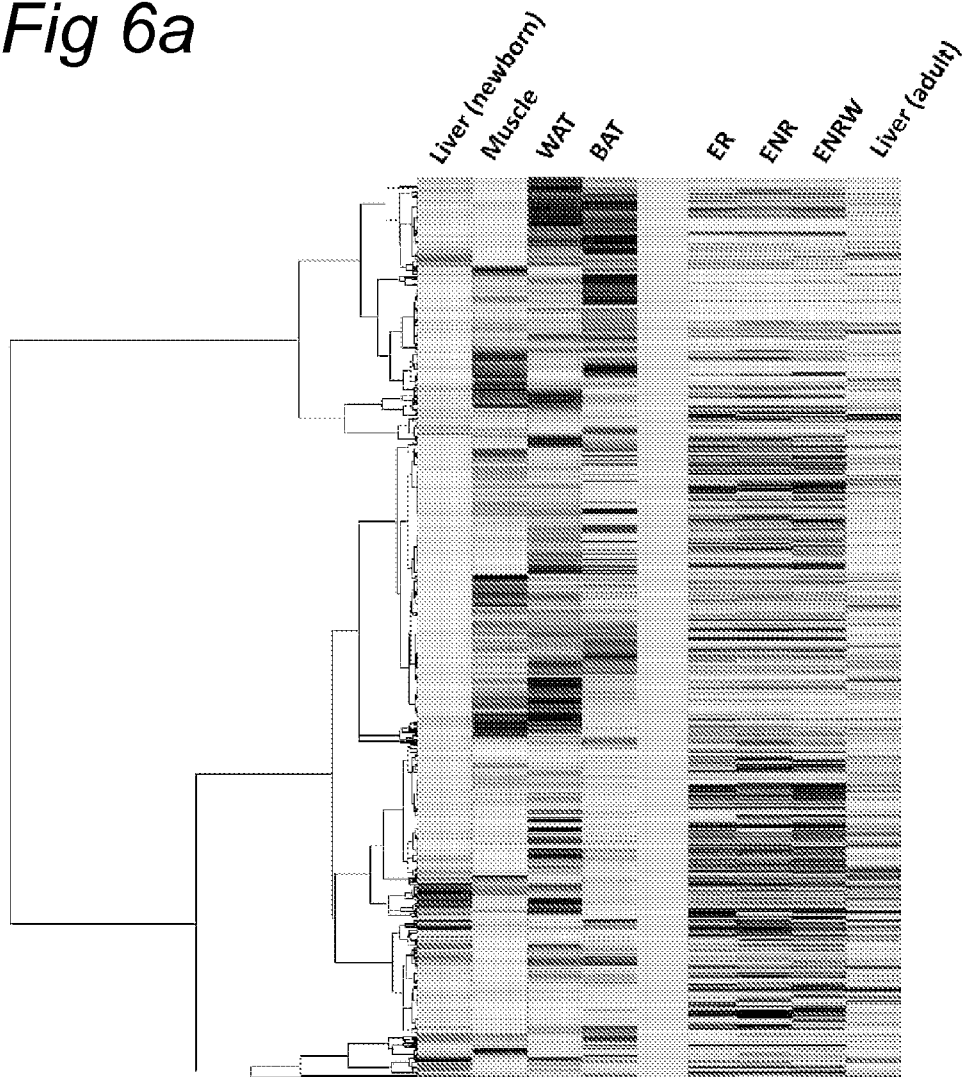 Fig 6a
Liver (newborn)
Muscle
WAT
BAT
ER
ENR
ENRW
Liver (adult)